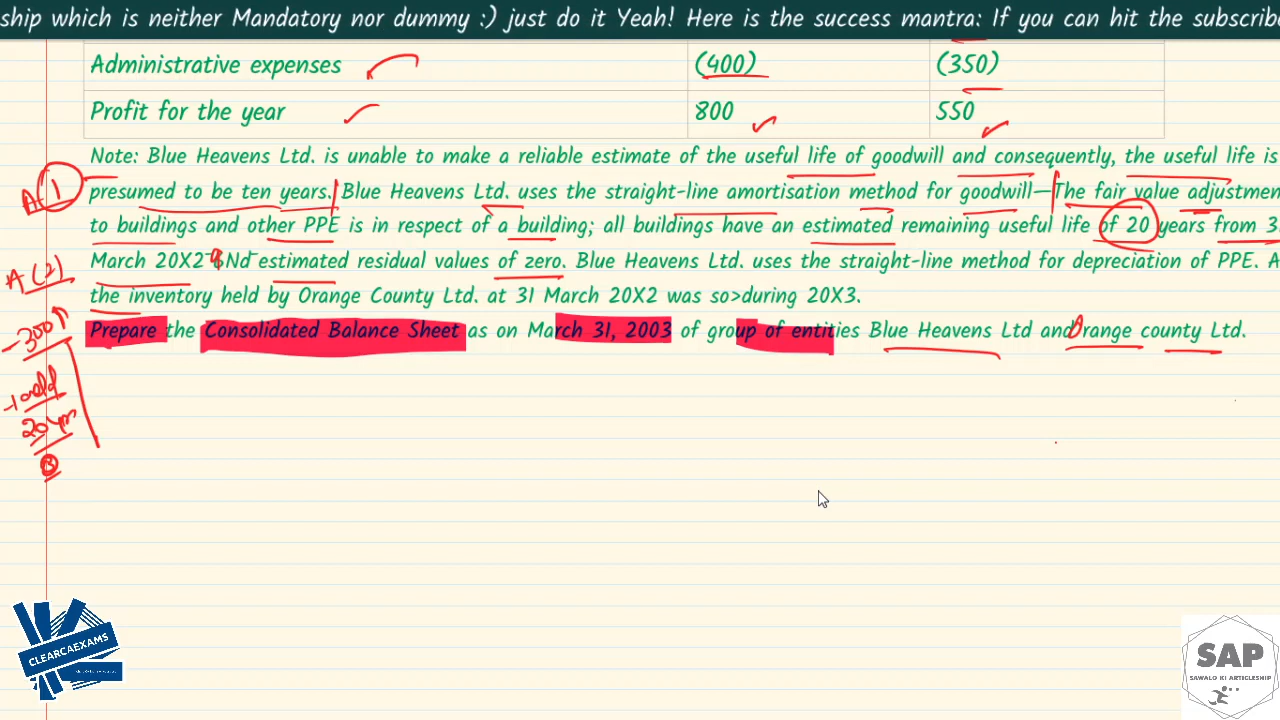 ship which is neither Mandatory nor dummy :) just do it Yeah! Here is the success mantra: If you can hit the subscrib
Administrative expenses (400) (350)
Profit for the year 800 550
Note: Blue Heavens Ltd. is unable to make a reliable estimate of the useful life of goodwill and consequently, the useful life is
presumed to be ten years. Blue Heavens Ltd. uses the straight-line amortisation method for goodwill—The fair value adjustmen
to buildings and other PPE is in respect of a building; all buildings have an estimated remaining useful life of 20 years from 3
March 20X2 Nd estimated residual values of zero. Blue Heavens Ltd. uses the straight-line method for depreciation of PPE. A
the inventory held by Orange County Ltd. at 31 March 20X2 was so>during 20X3.
Prepare the Consolidated Balance Sheet as on March 31, 2003 of group of entities Blue Heavens Ltd and Orange county Ltd.
A 1
A (2)
-300
20 yrs
CLEARCAEXAMS
SAP
SAWALO KI ARTICLESHIP